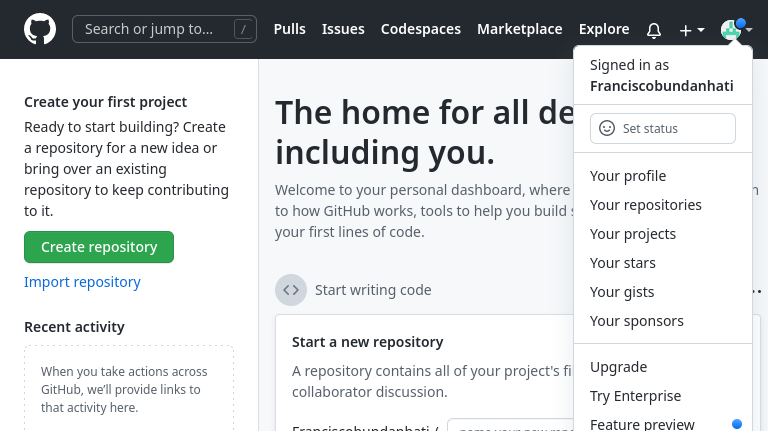 Search or jump to...
/
Pulls
Issues
Codespaces
Marketplace
Explore
Create your first project
Ready to start building? Create
a repository for a new idea or
bring over an existing
repository to keep contributing
to it.
Create repository
Import repository
Recent activity
When you take actions across
GitHub, we'll provide links to
that activity here.
The home for all de
including you.
Welcome to your personal dashboard, where
to how GitHub works, tools to help you build
your first lines of code.
Start writing code
Start a new repository
A repository contains all of your project's fi
collaborator discussion.
Franciscobundanhati /
Signed in as
Franciscobundanhati
Set status
Your profile
Your repositories
Your projects
Your stars
Your gists
Your sponsors
Upgrade
Try Enterprise
Feature preview